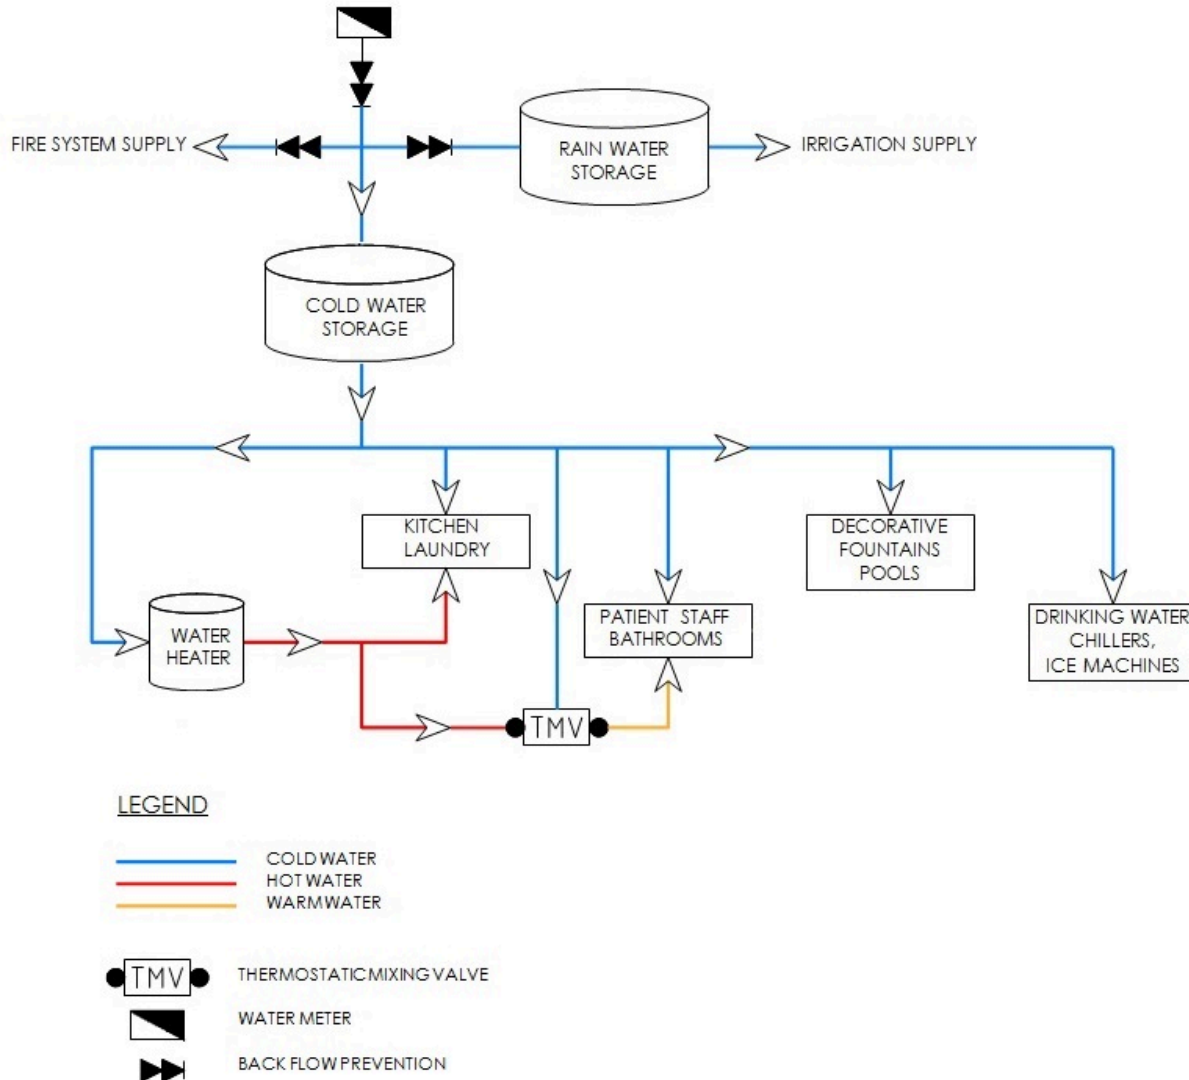 FIRE SYSTEM SUPPLY
RAIN WATER
STORAGE
IRRIGATION SUPPLY
COLD WATER
STORAGE
KITCHEN
LAUNDRY
DECORATIVE
FOUNTAINS
POOLS
WATER
HEATER
PATIENT STAFF
BATHROOMS
DRINKING WATER
CHILLERS,
ICE MACHINES
TMV
LEGEND
COLD WATER
HOT WATER
WARM WATER
TMV THERMOSTATIC MIXING VALVE
WATER METER
BACK FLOW PREVENTION